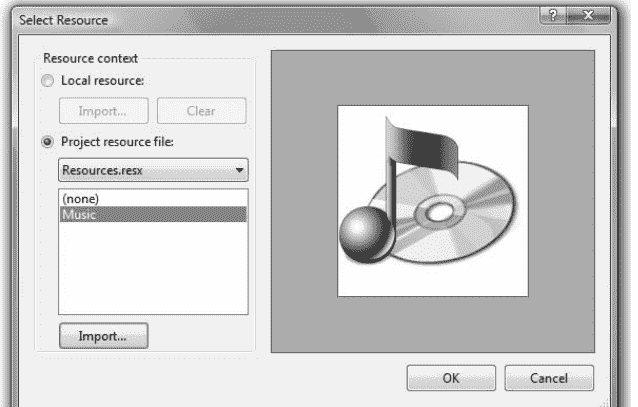 Select Resource
Resource context
Local resource:
Import... Clear
Project resource file:
Resources.resx
(none)
Music
Import...
OK Cancel